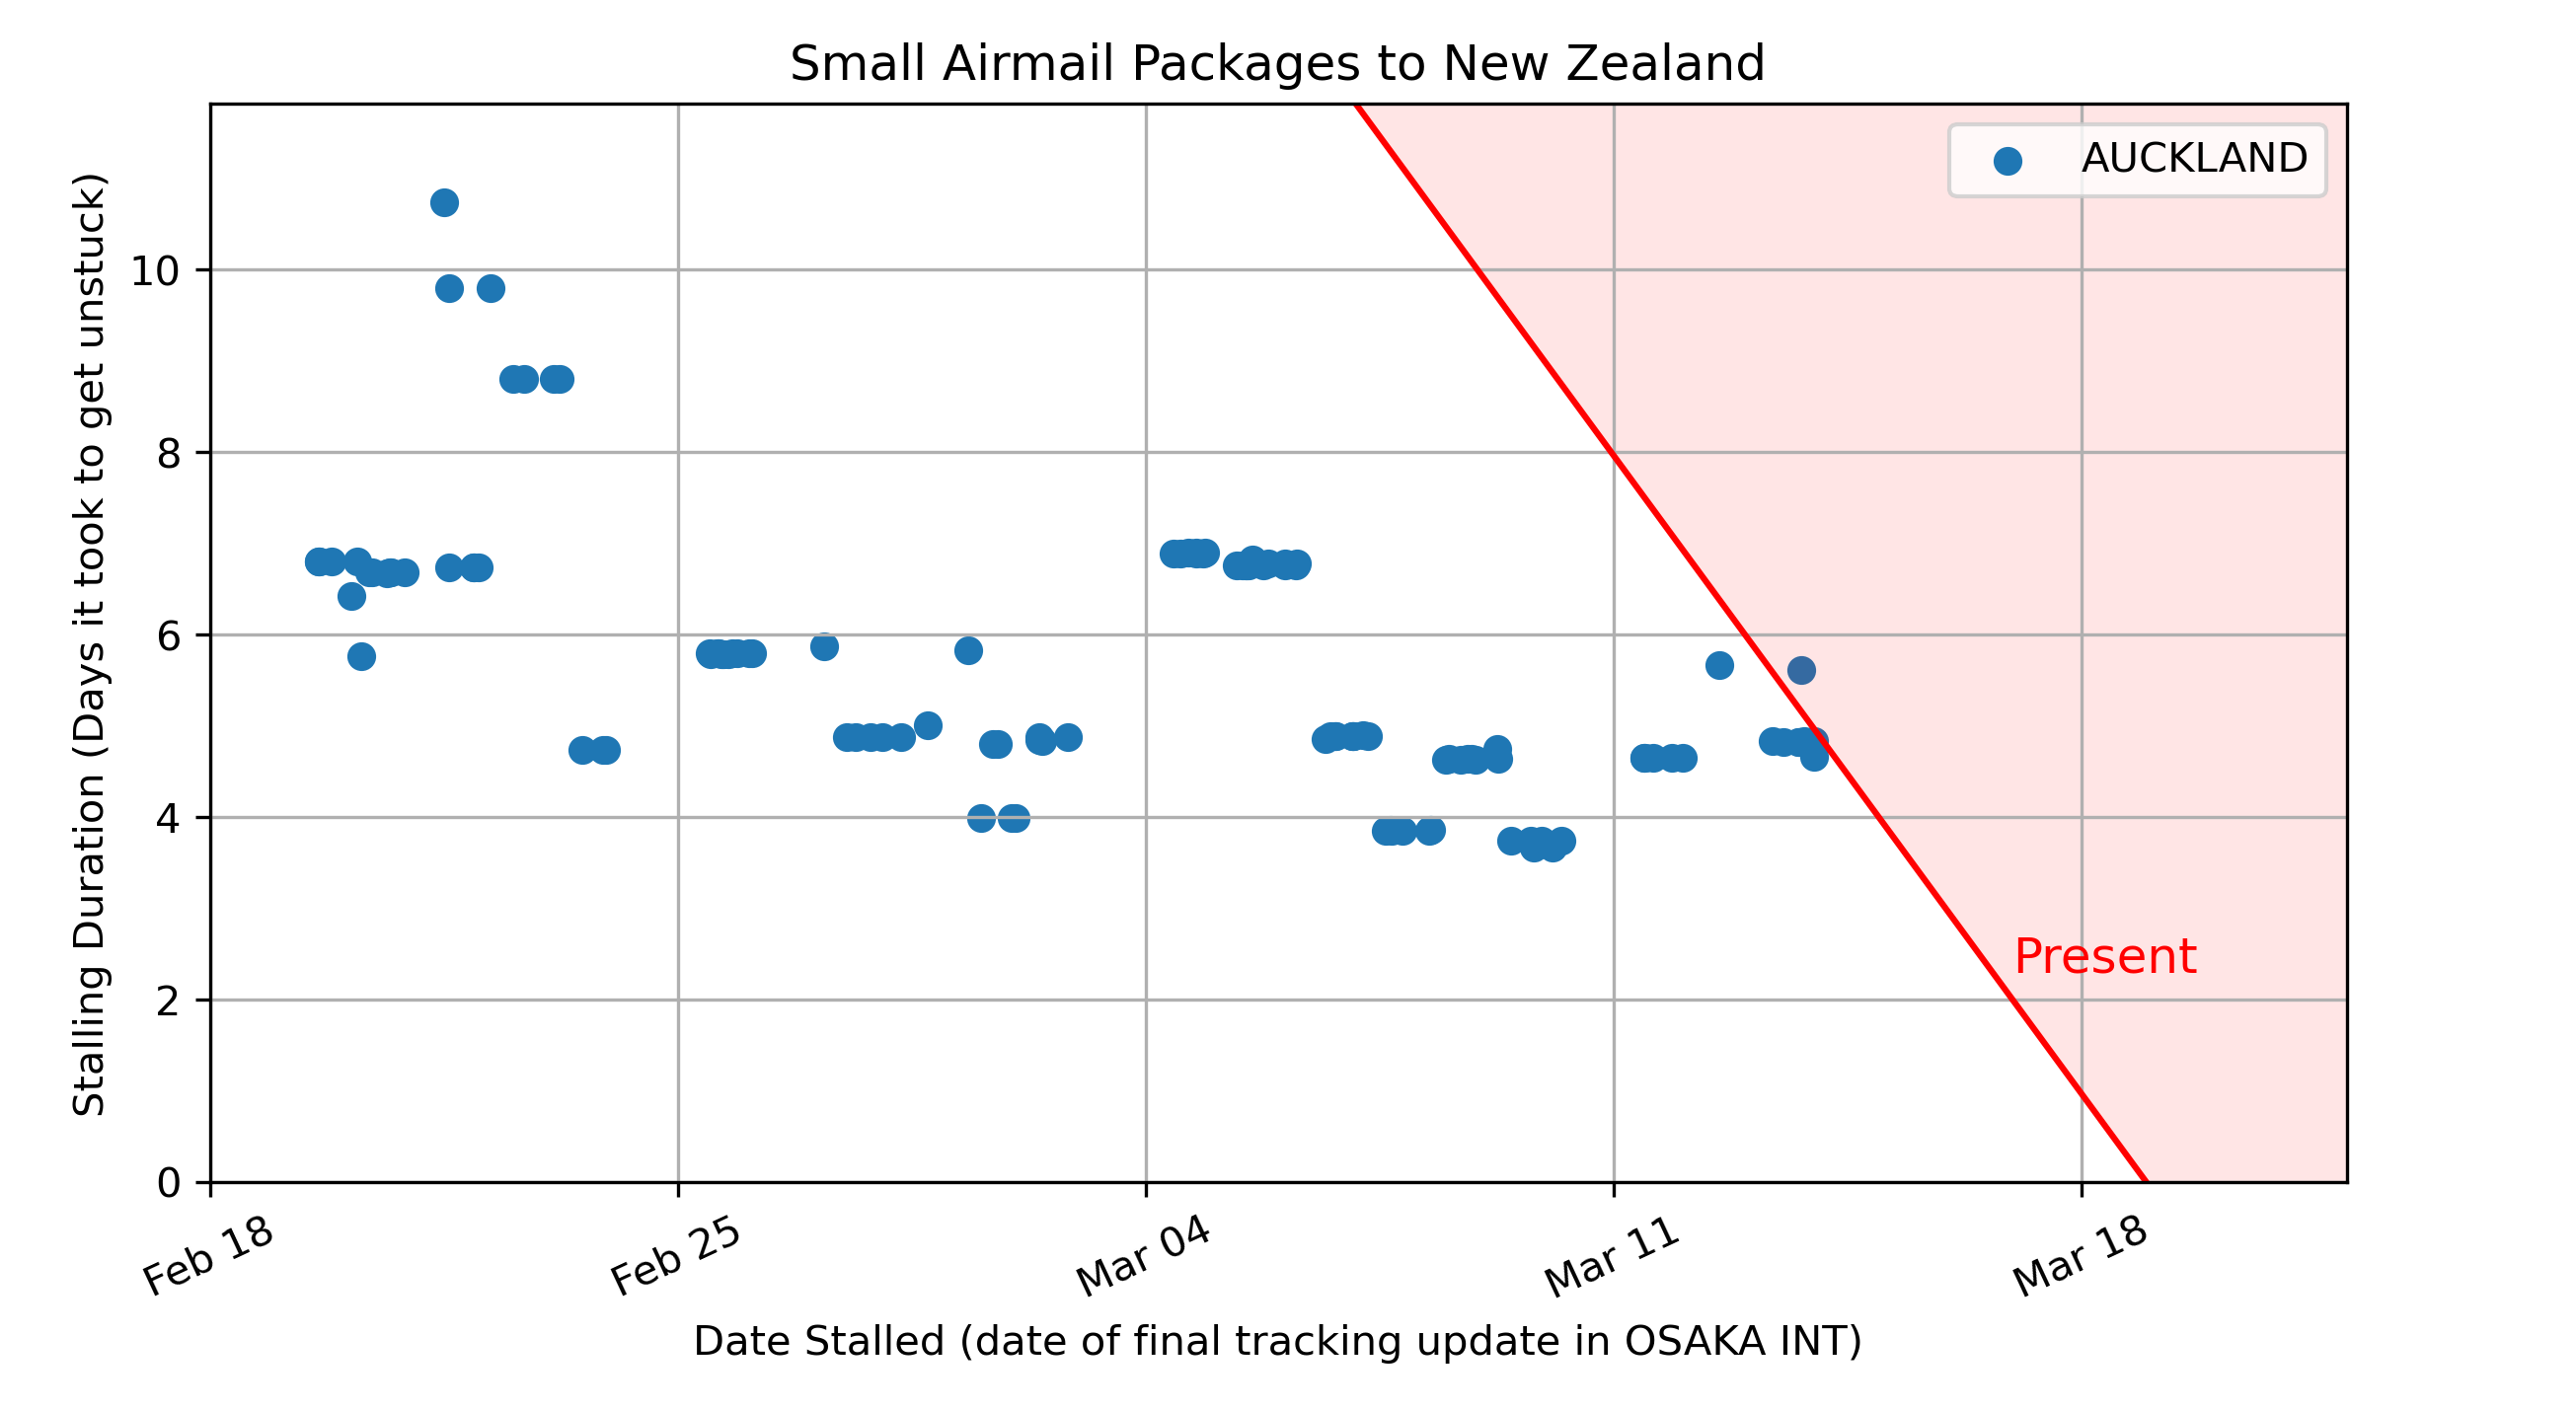 Small Airmail Packages to New Zealand
AUCKLAND
Stalling Duration (Days it took to get unstuck)
10
8
6
4
2
0
Present
Feb 18
Feb 25
Mar 04
Mar 11
Mar 18
Date Stalled (date of final tracking update in OSAKA INT)